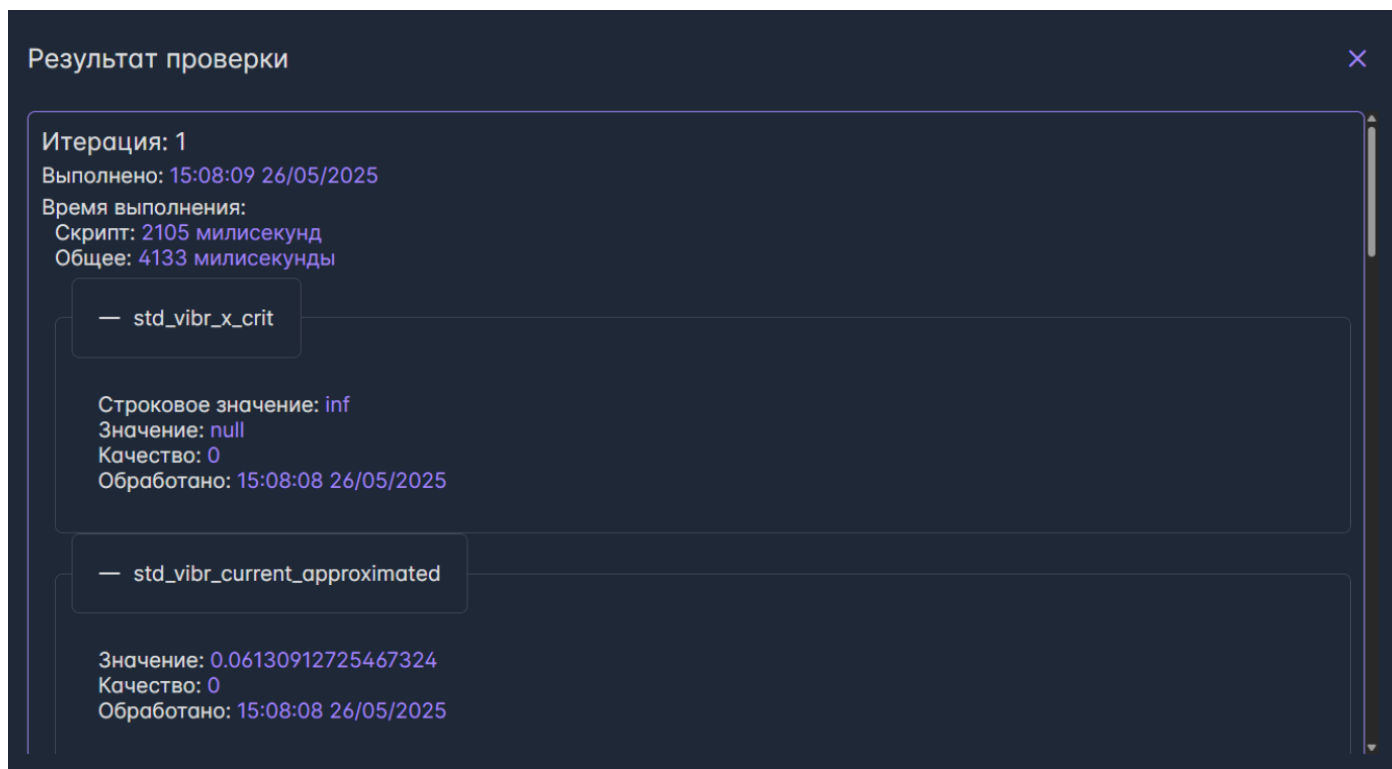 Результат проверки
Итерация: 1
Выполнено: 15:08:09 26/05/2025
Время выполнения:
Скрипт: 2105 милисекунд
Общее: 4133 милисекунды
— std_vibr_x_crit
Строковое значение: inf
Значение: null
Качество: 0
Обработано: 15:08:08 26/05/2025
— std_vibr_current_approximated
Значение: 0.06130912725467324
Качество: 0
Обработано: 15:08:08 26/05/2025